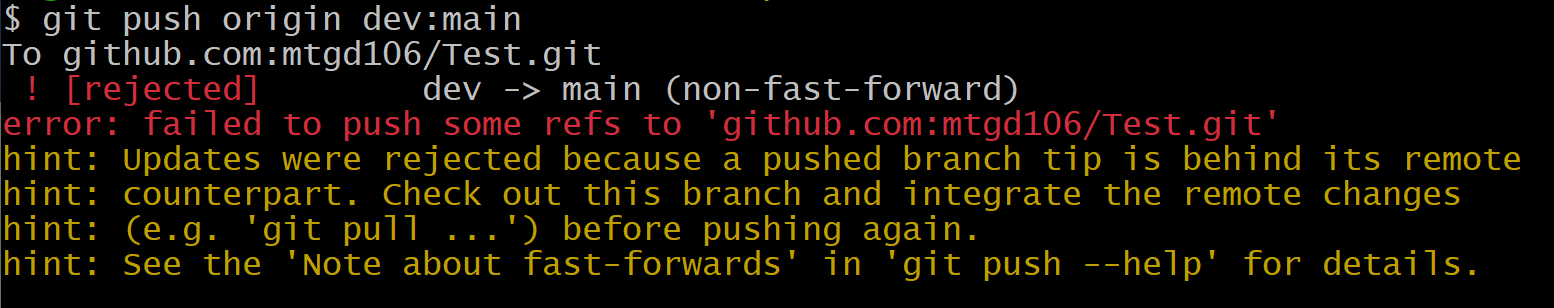 $ git push origin dev:main
To github.com:mtgd106/Test.git
 ! [rejected]        dev -> main (non-fast-forward)
error: failed to push some refs to 'github.com:mtgd106/Test.git'
hint: Updates were rejected because a pushed branch tip is behind its remote
hint: counterpart. Check out this branch and integrate the remote changes
hint: (e.g. 'git pull ...') before pushing again.
hint: See the 'Note about fast-forwards' in 'git push --help' for details.